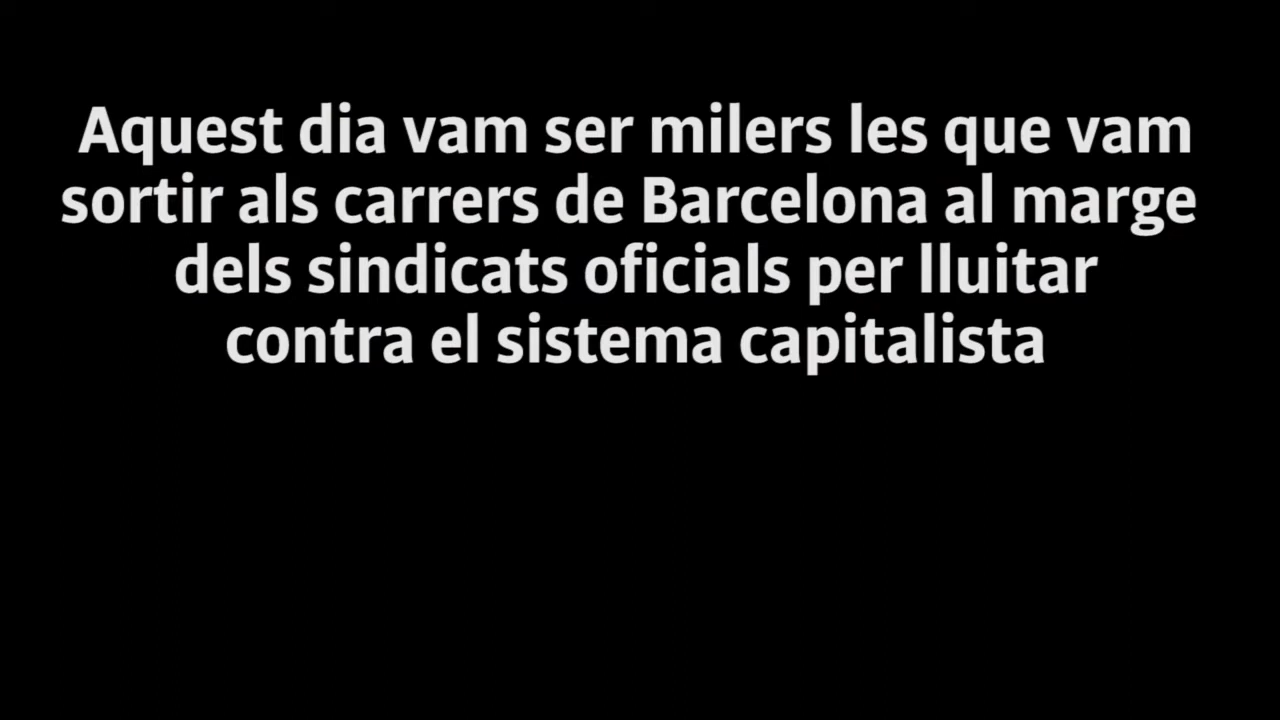 Aquest dia vam ser milers les que vam
sortir als carrers de Barcelona al marge
dels sindicats oficials per lluitar
contra el sistema capitalista